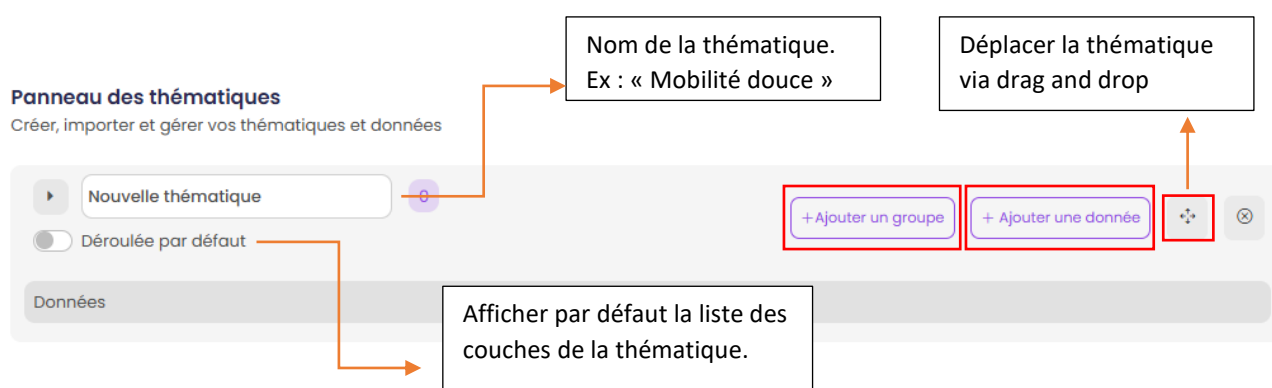 Nom de la thématique.
Ex : « Mobilité douce »
Déplacer la thématique
via drag and drop
Panneau des thématiques
Créer, importer et gérer vos thématiques et données
Nouvelle thématique
0
+Ajouter un groupe
+ Ajouter une donnée
Déroulée par défaut
Données
Afficher par défaut la liste des
couches de la thématique.